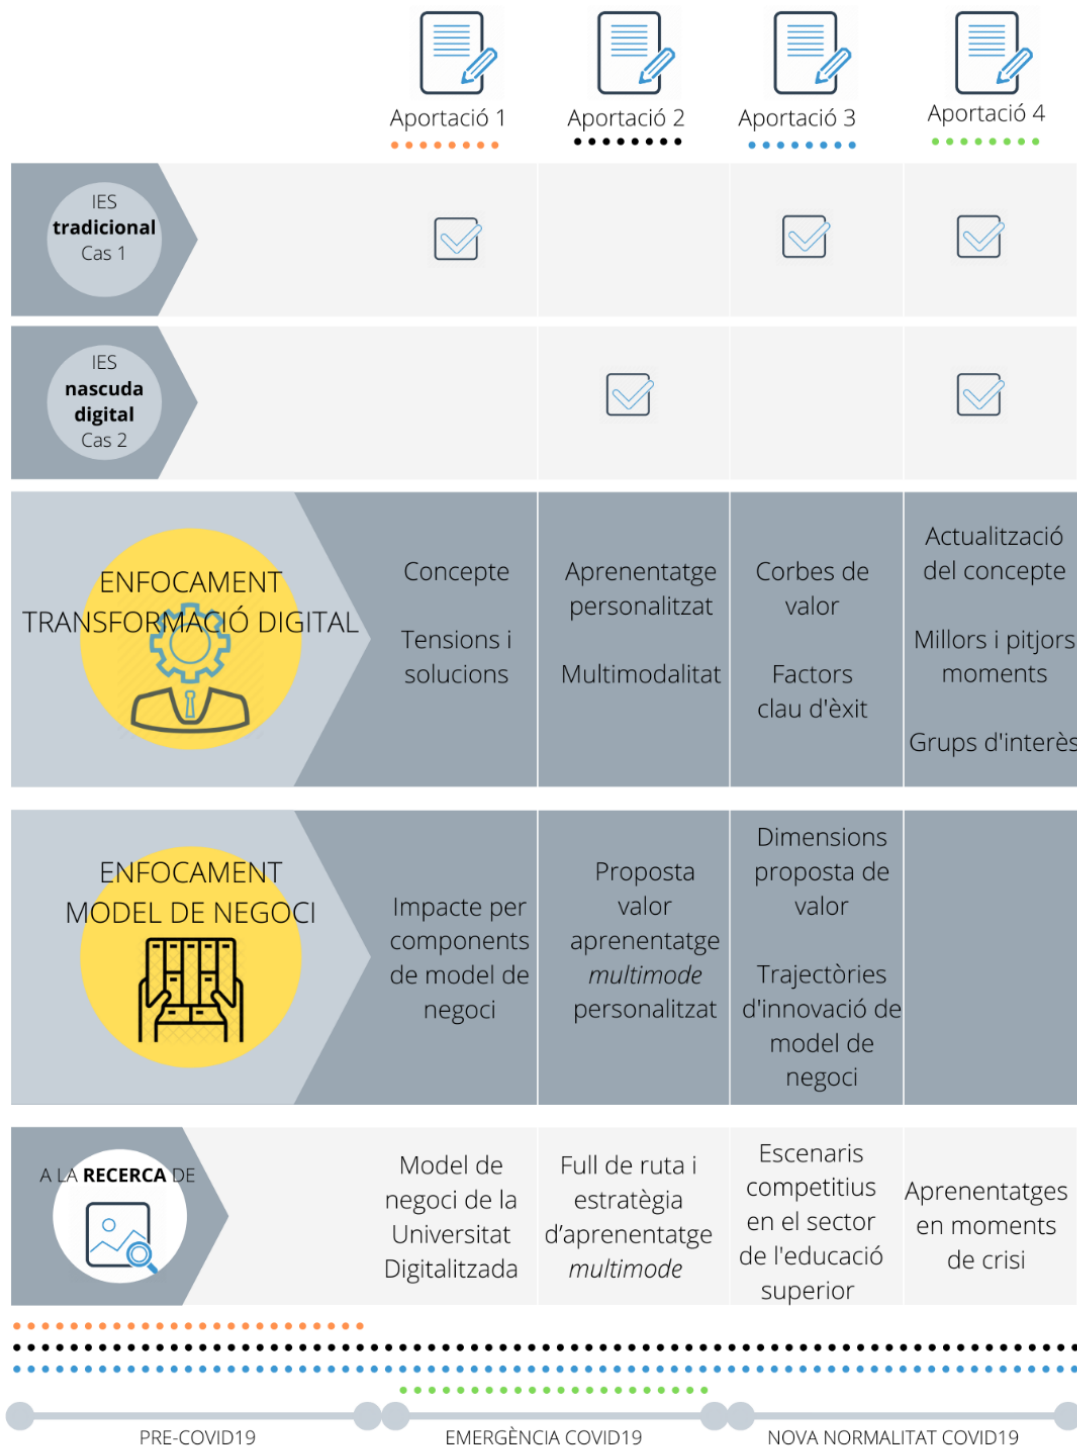 Aportació 1
Aportació 2
Aportació 3
Aportació 4
IES
tradicional
Cas 1
IES
nascuda
digital
Cas 2
ENFOCAMENT
TRANSFORMACIÓ DIGITAL
Concepte
Tensions i
solucions
Aprenentatge
personalitzat
Multimodalitat
Corbes de
valor
Factors
clau d'èxit
Actualització
del concepte
Millors i pitjors
moments
Grups d'interès
ENFOCAMENT
MODEL DE NEGOCI
Impacte per
components
de model de
negoci
Proposta
valor
aprenentatge
multimode
personalitzat
Dimensions
proposta de
valor
Trajectòries
d'innovació de
model de
negoci
A LA RECERCA DE
Model de
negoci de la
Universitat
Digitalitzada
Full de ruta i
estratègia
d’aprenentatge
multimode
Escenaris
competitius
en el sector
de l'educació
superior
Aprenentatges
en moments
de crisi
PRE-COVID19
EMERGÈNCIA COVID19
NOVA NORMALITAT COVID19